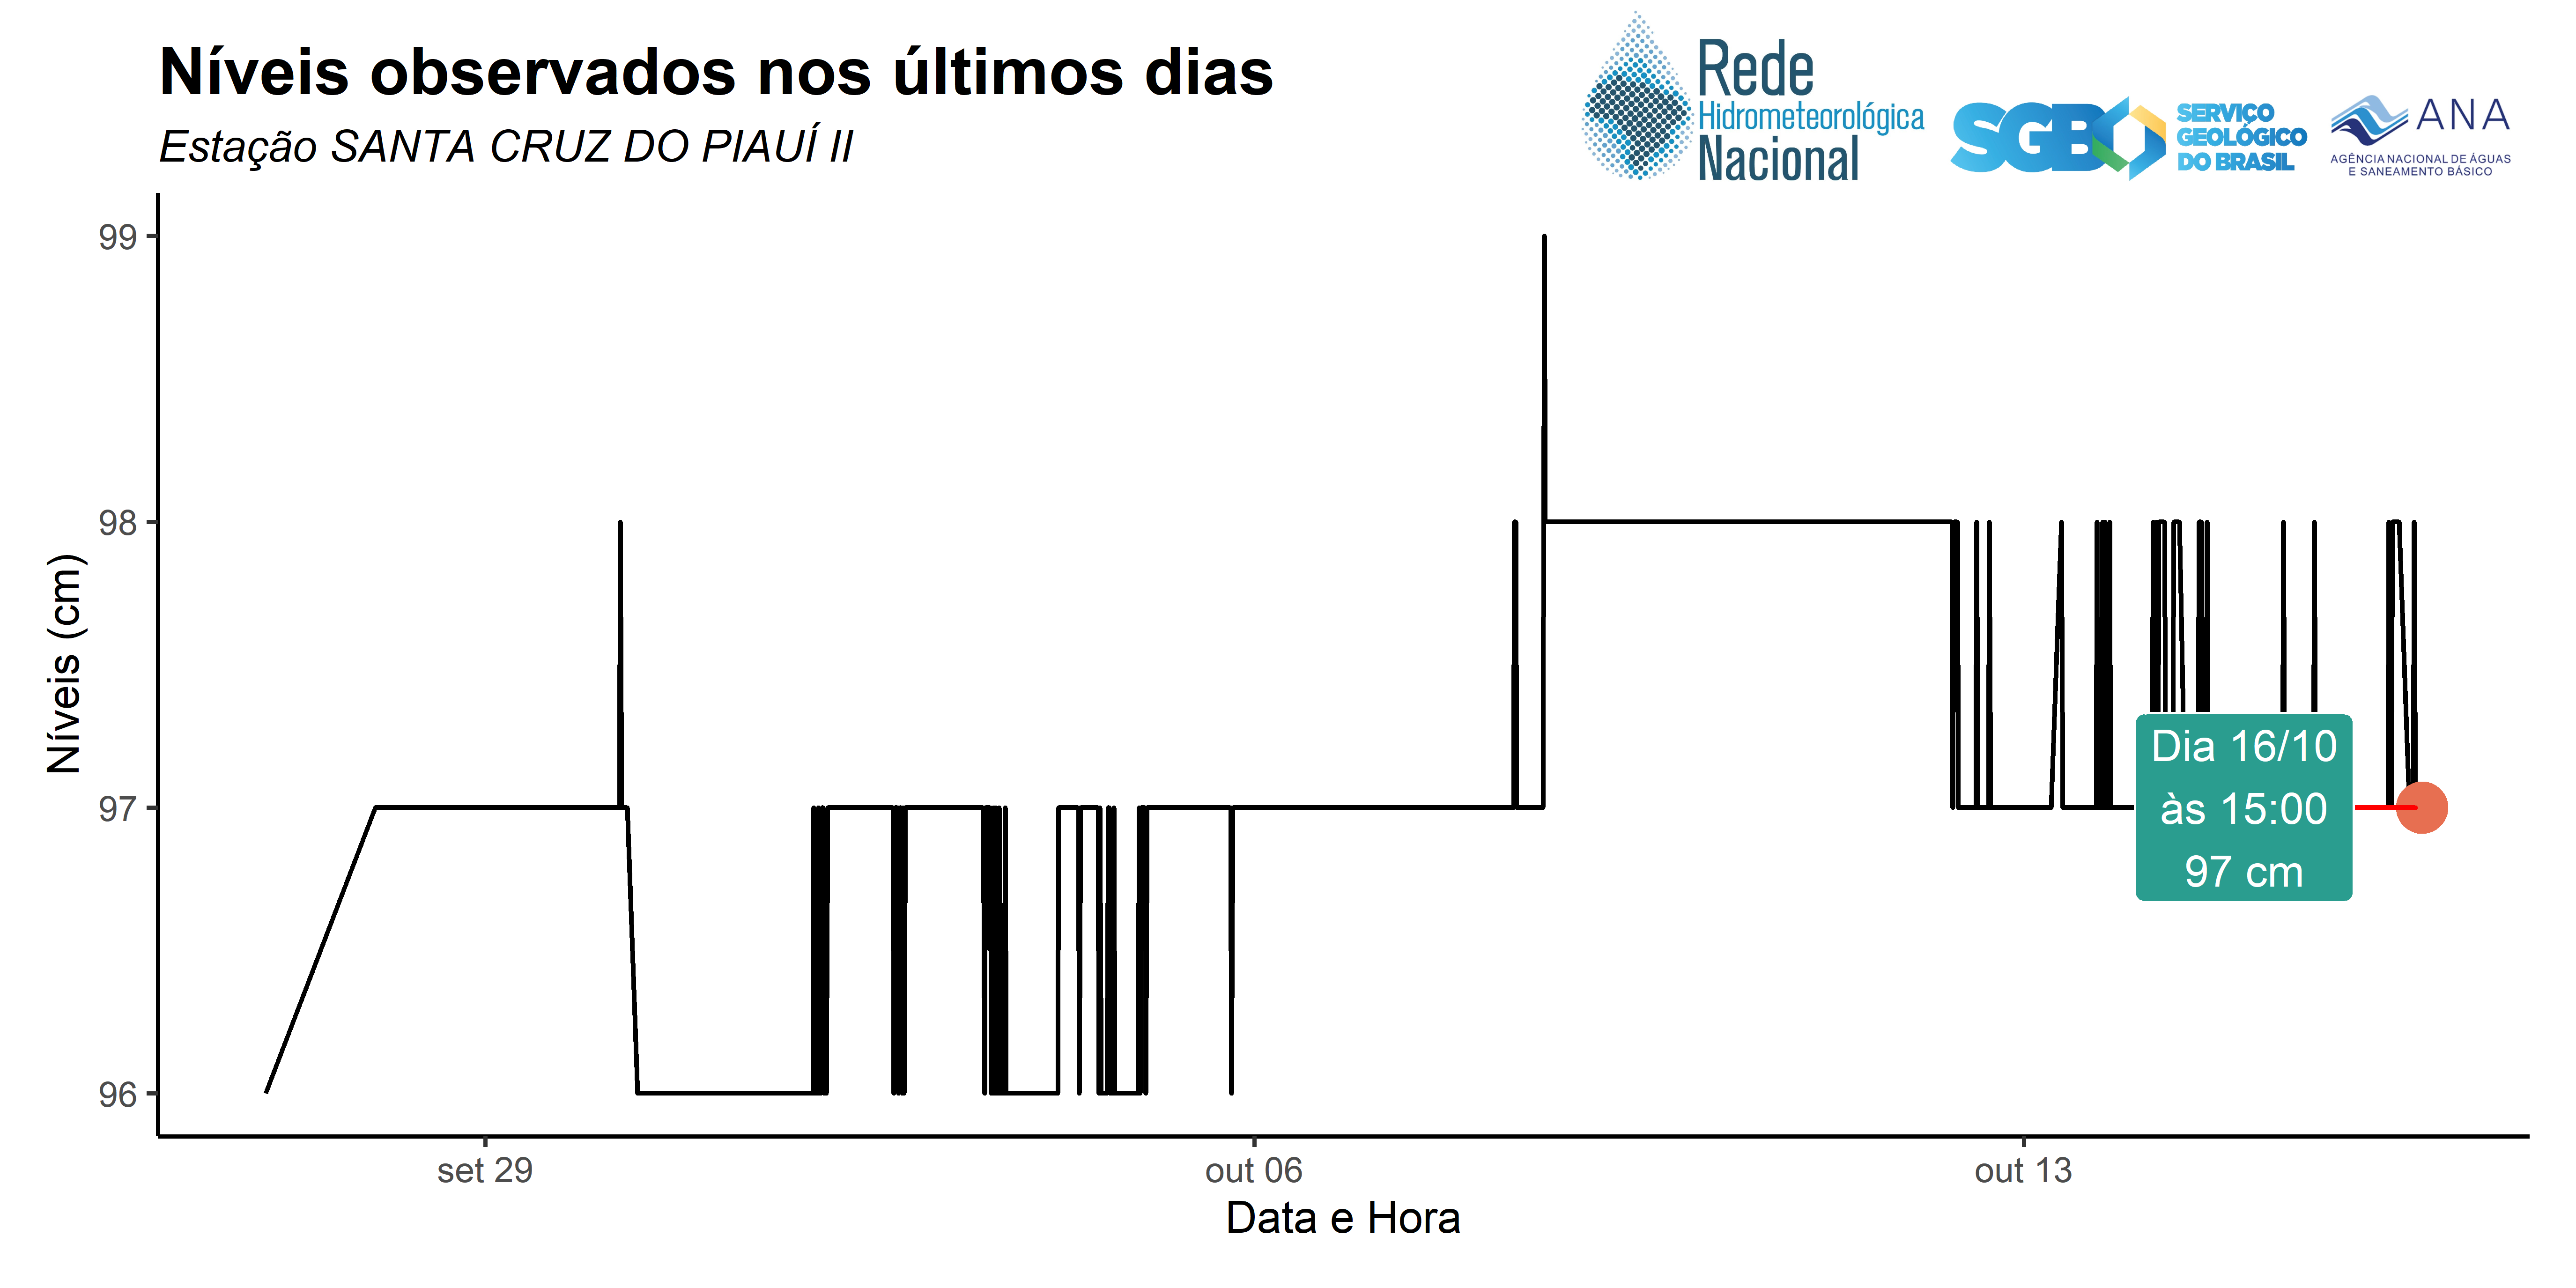 Níveis observados nos últimos dias
Estação SANTA CRUZ DO PIAUÍ II
Rede
Hidrometeorológica
Nacional
SGB
SERVIÇO
GEOLÓGICO
DO BRASIL
ANA
AGÊNCIA NACIONAL DE ÁGUAS
E SANEAMENTO BÁSICO
Níveis (cm)
99
98
97
96
Dia 16/10
às 15:00
97 cm
set 29
out 06
out 13
Data e Hora